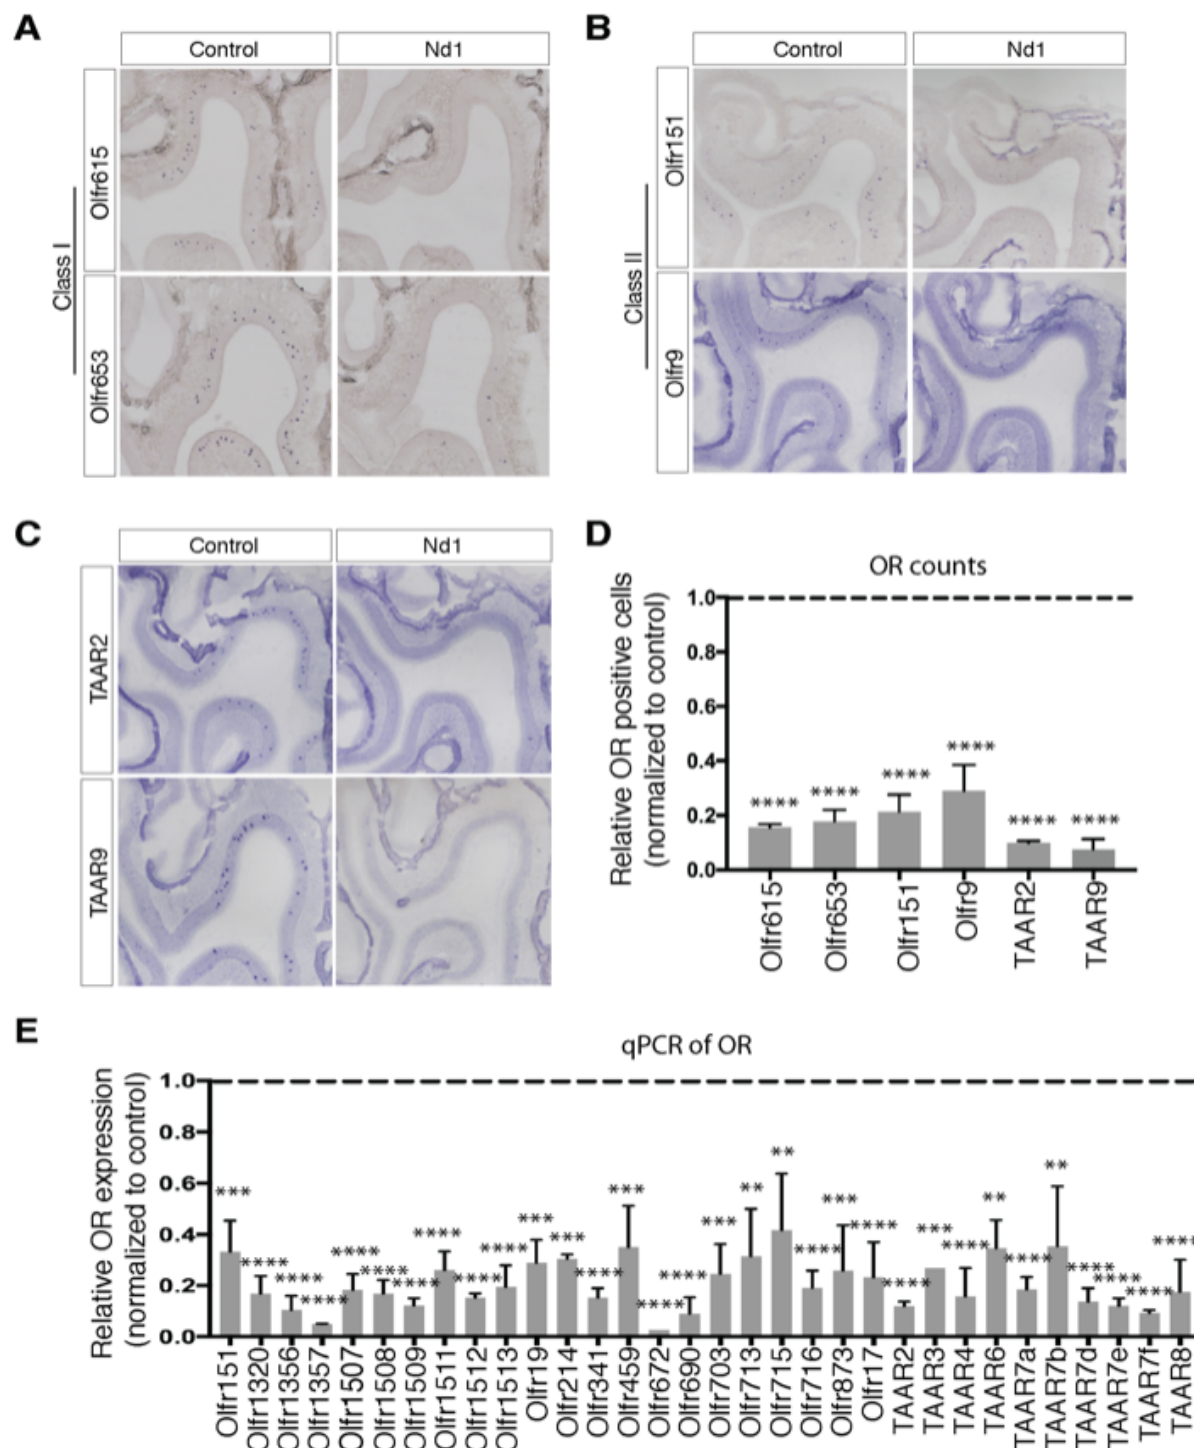 A
Control
Nd1
Class I
Olfr615
Olfr653
B
Control
Nd1
Class II
Olfr151
Olfr9
C
Control
Nd1
TAAR2
TAAR9
D
OR counts
Relative OR positive cells
(normalized to control)
1.0
0.8
0.6
0.4
0.2
0.0
****
****
****
****
****
****
Olfr615
Olfr653
Olfr151
Olfr9
TAAR2
TAAR9
E
qPCR of OR
Relative OR expression
(normalized to control)
1.0
0.8
0.6
0.4
0.2
0.0
***
****
****
****
****
****
****
****
****
****
***
***
****
***
****
****
***
**
**
****
***
****
****
***
****
**
****
**
****
****
****
****
Olfr151
Olfr1320
Olfr1356
Olfr1357
Olfr1507
Olfr1508
Olfr1509
Olfr1511
Olfr1512
Olfr1513
Olfr19
Olfr214
Olfr341
Olfr459
Olfr672
Olfr690
Olfr703
Olfr713
Olfr715
Olfr716
Olfr873
Olfr17
TAAR2
TAAR3
TAAR4
TAAR6
TAAR7a
TAAR7b
TAAR7d
TAAR7e
TAAR7f